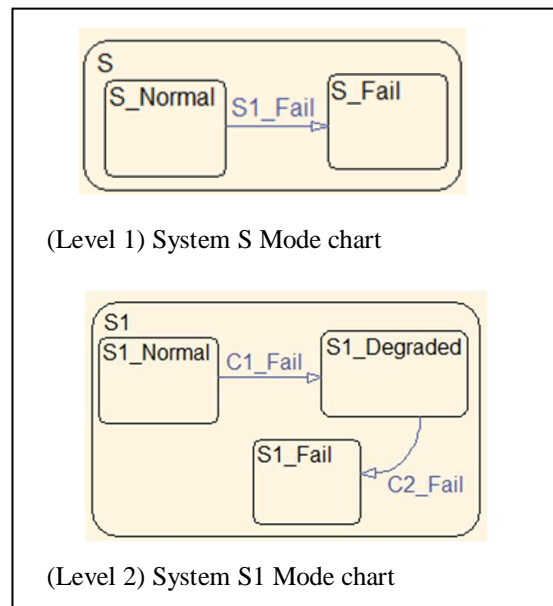 S
S_Normal
S1_Fail
S_Fail
(Level 1) System S Mode chart
S1
S1_Normal
C1_Fail
S1_Degraded
S1_Fail
C2_Fail
(Level 2) System S1 Mode chart